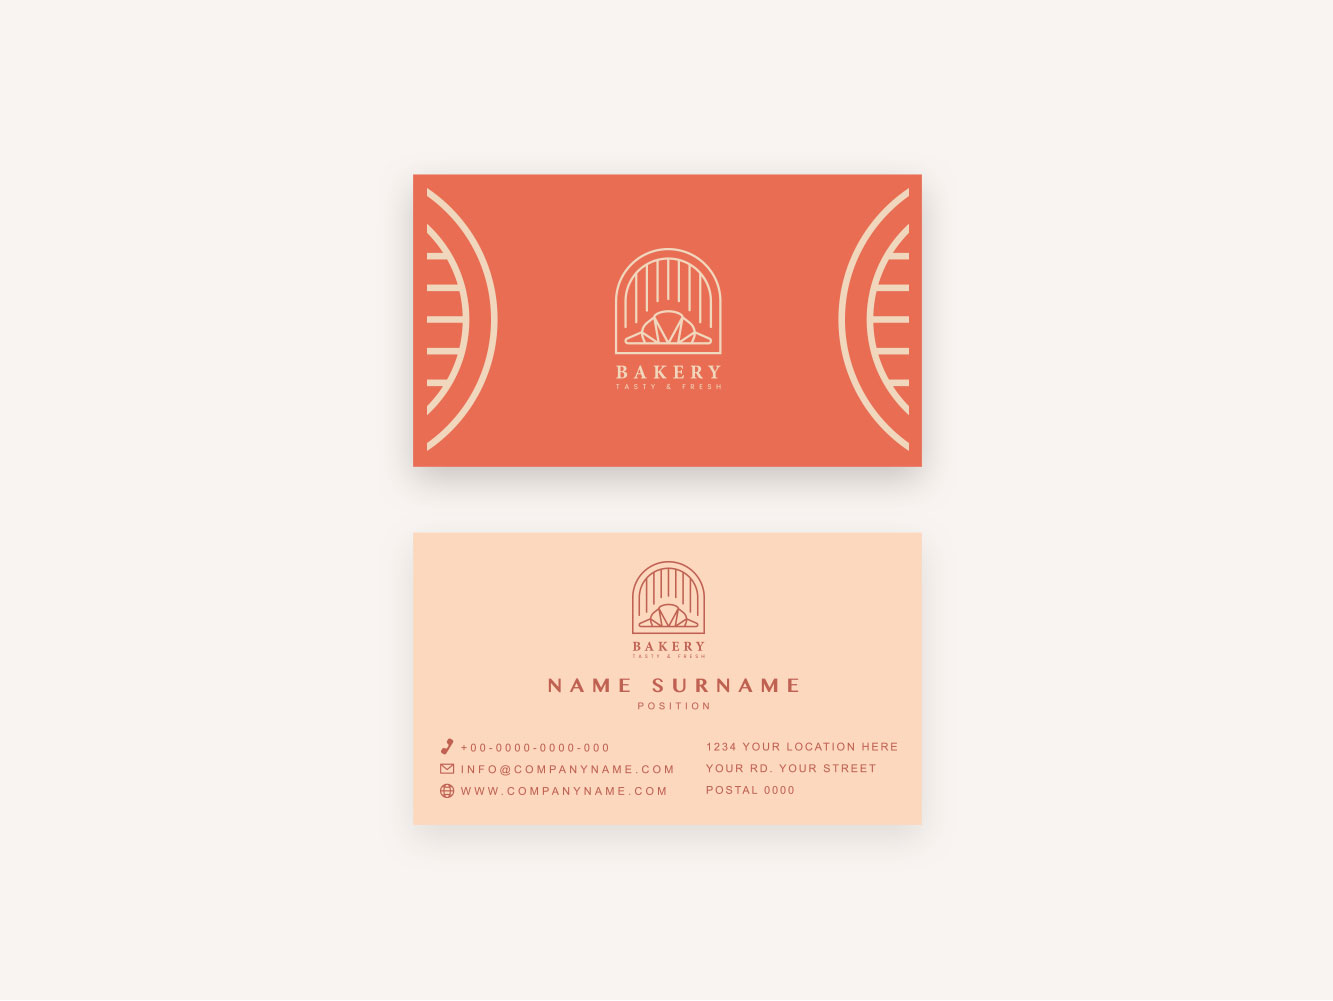 BAKERY
TASTY & FRESH
BAKERY
TASTY & FRESH
NAME SURNAME
POSITION
+00-0000-0000-000
INFO@COMPANYNAME.COM
WWW.COMPANYNAME.COM
1234 YOUR LOCATION HERE
YOUR RD. YOUR STREET
POSTAL 0000